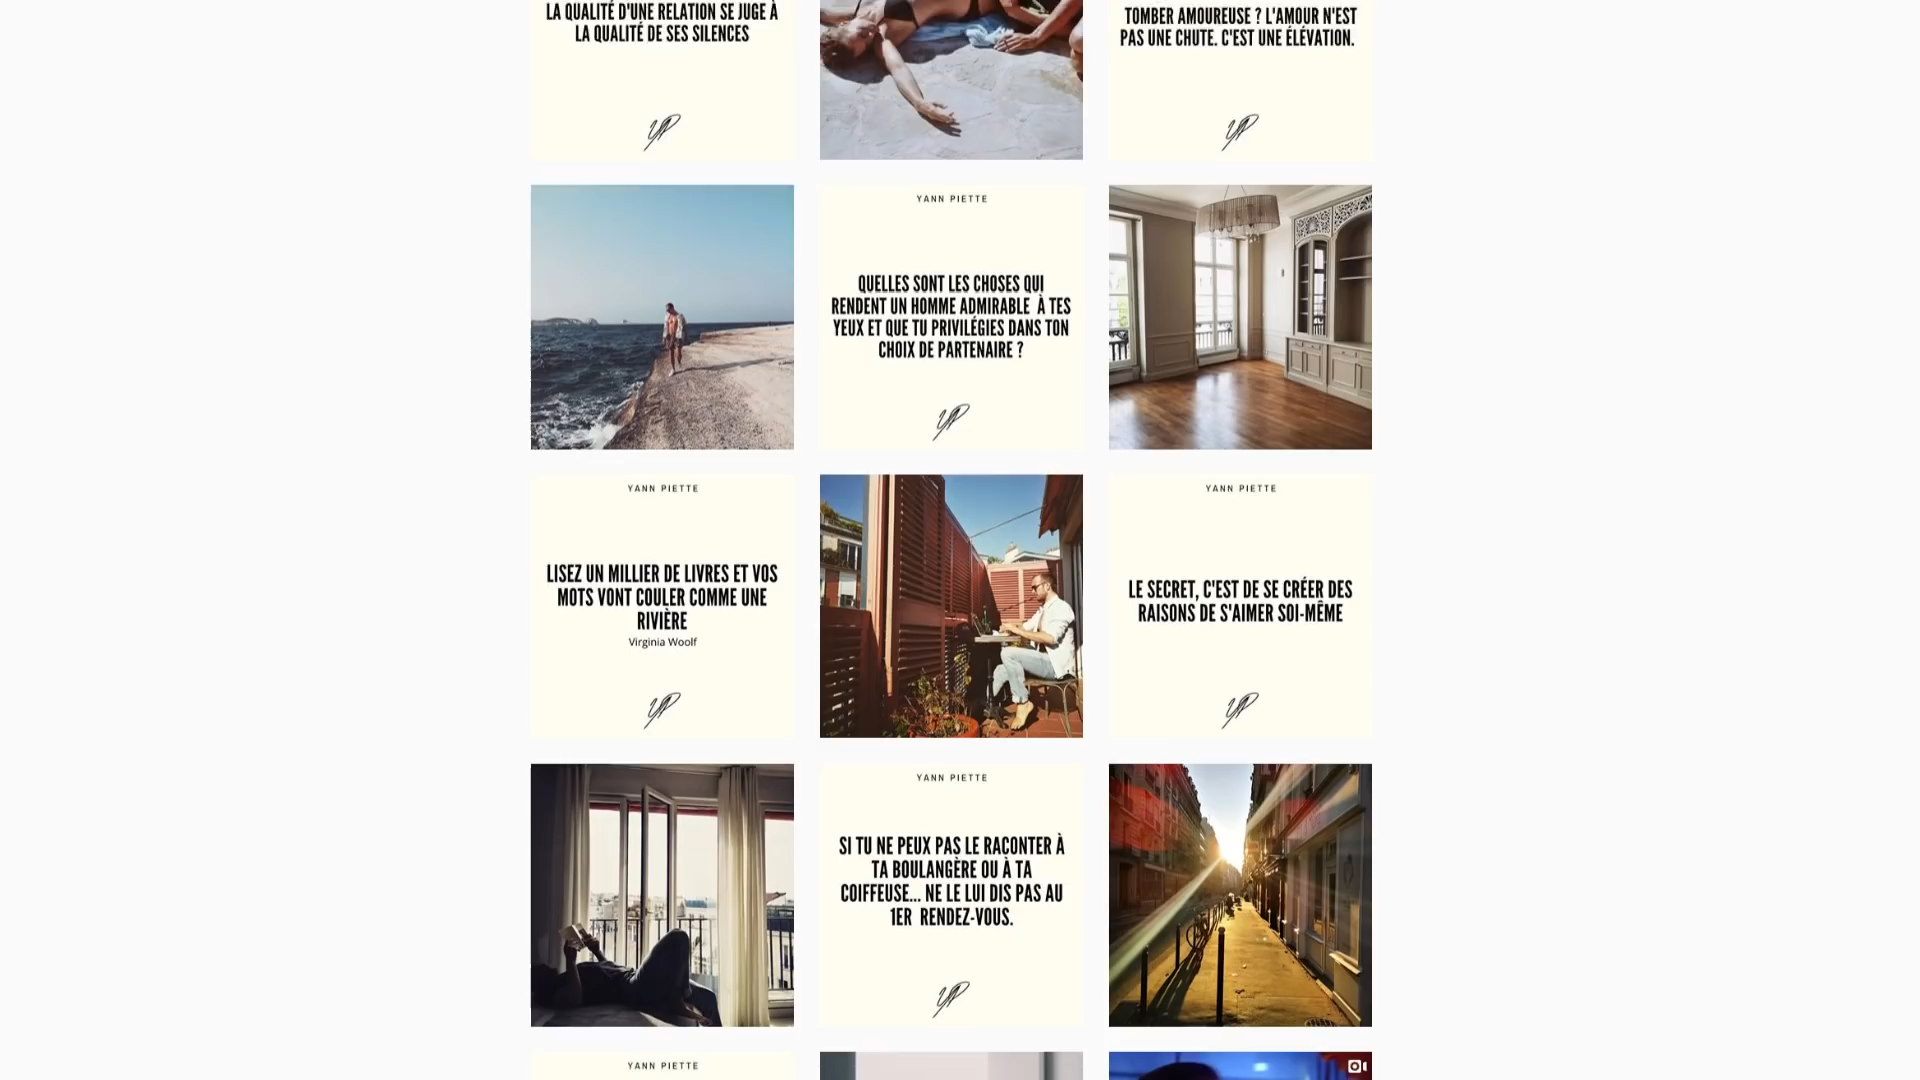 LA QUALITÉ D'UNE RELATION SE JUGE À
LA QUALITÉ DE SES SILENCES
TOMBER AMOUREUSE ? L'AMOUR N'EST
PAS UNE CHUTE. C'EST UNE ÉLÉVATION.
YANN PIETTE
QUELLES SONT LES CHOSES QUI
RENDENT UN HOMME ADMIRABLE À TES
YEUX ET QUE TU PRIVILÉGIES DANS TON
CHOIX DE PARTENAIRE ?
YP
YANN PIETTE
LISEZ UN MILLIER DE LIVRES ET VOS
MOTS VONT COULER COMME UNE
RIVIÈRE
Virginia Woolf
YP
YANN PIETTE
LE SECRET, C'EST DE SE CRÉER DES
RAISONS DE S'AIMER SOI-MÊME
YP
YANN PIETTE
SI TU NE PEUX PAS LE RACONTER À
TA BOULANGÈRE OU À TA
COIFFEUSE... NE LE LUI DIS PAS AU
1ER RENDEZ-VOUS.
YP
YANN PIETTE